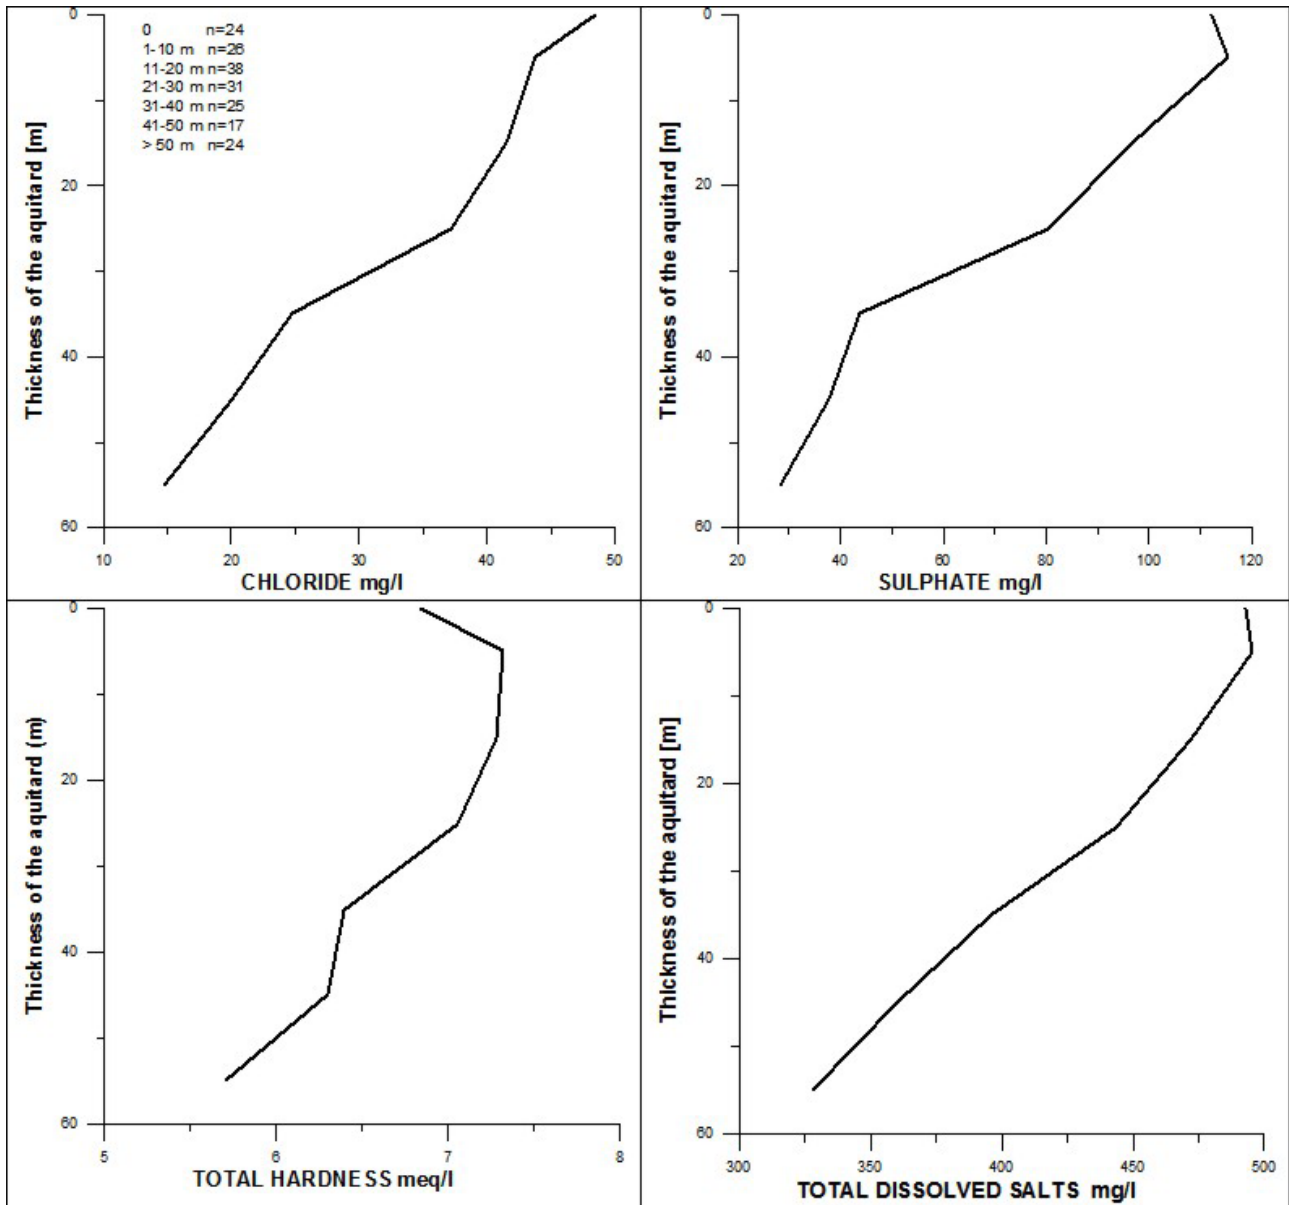 0
0 n=24
1-10 m n=26
11-20 m n=38
21-30 m n=31
31-40 m n=25
41-50 m n=17
> 50 m n=24
Thickness of the aquitard [m]
20
40
60
10 20 30 40 50
CHLORIDE mg/l
0
Thickness of the aquitard [m]
20
40
60
20 40 60 80 100 120
SULPHATE mg/l
0
Thickness of the aquitard (m)
20
40
60
5 6 7 8
TOTAL HARDNESS meq/l
0
Thickness of the aquitard [m]
20
40
60
300 350 400 450 500
TOTAL DISSOLVED SALTS mg/l